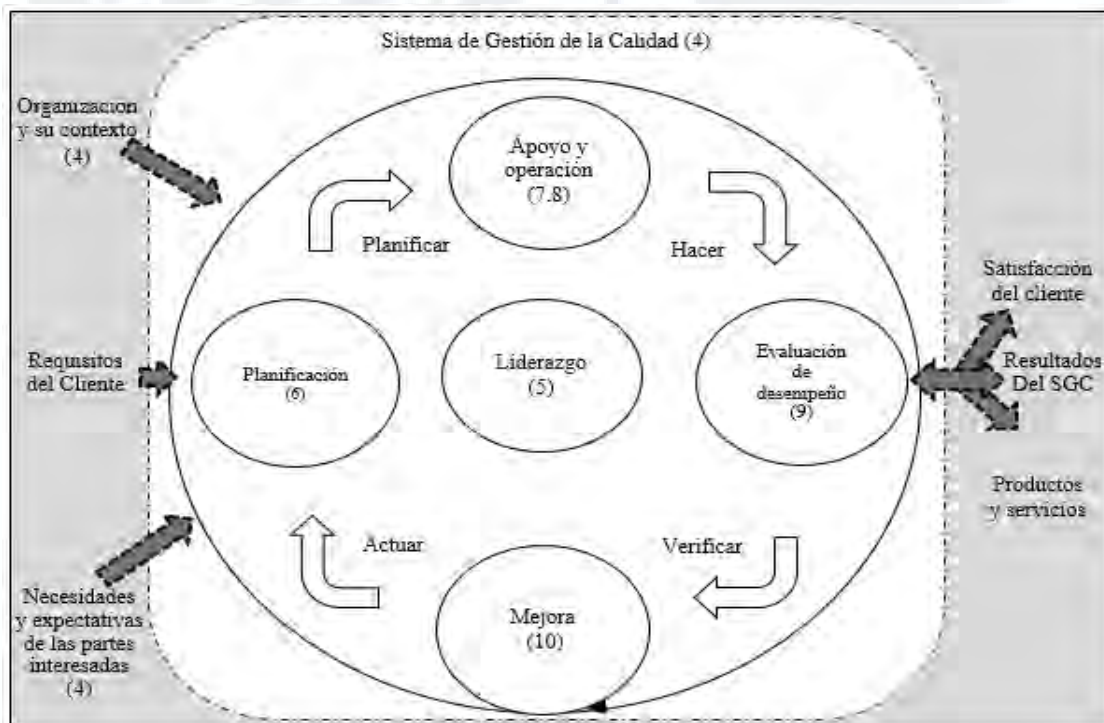 Sistema de Gestión de la Calidad (4)
Organización
y su contexto
(4)
Apoyo y
operación
(7.8)
Planificar
Hacer
Satisfacción
del cliente
Requisitos
del Cliente
Planificación
(6)
Liderazgo
(5)
Evaluación
de
desempeño
(9)
Resultados
Del SGC
Productos
y servicios
Actuar
Verificar
Necesidades
y expectativas
de las partes
interesadas
(4)
Mejora
(10)